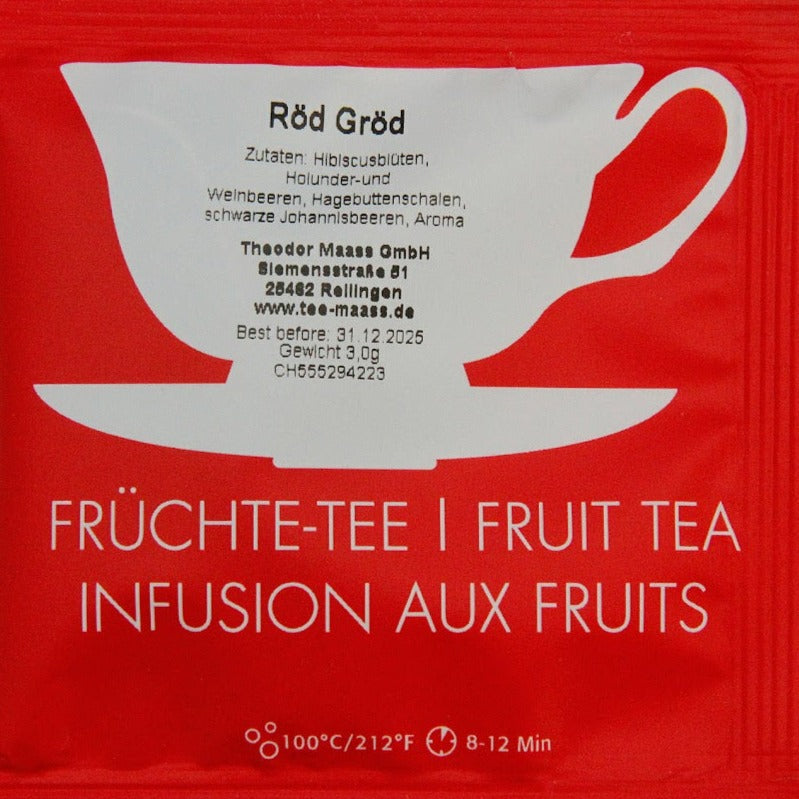 Röd Gröd
Zutaten: Hibiscusblüten,
Holunder-und
Weinbeeren, Hagebuttenschalen,
schwarze Johannisbeeren, Aroma
Theodor Maass GmbH
Siemensstraße 51
25462 Rellingen
www.tee-maass.de
Best before: 31.12.2025
Gewicht 3,0g
CH555294223
FRÜCHTE-TEE | FRUIT TEA
INFUSION AUX FRUITS
100°C/212°F 8-12 Min